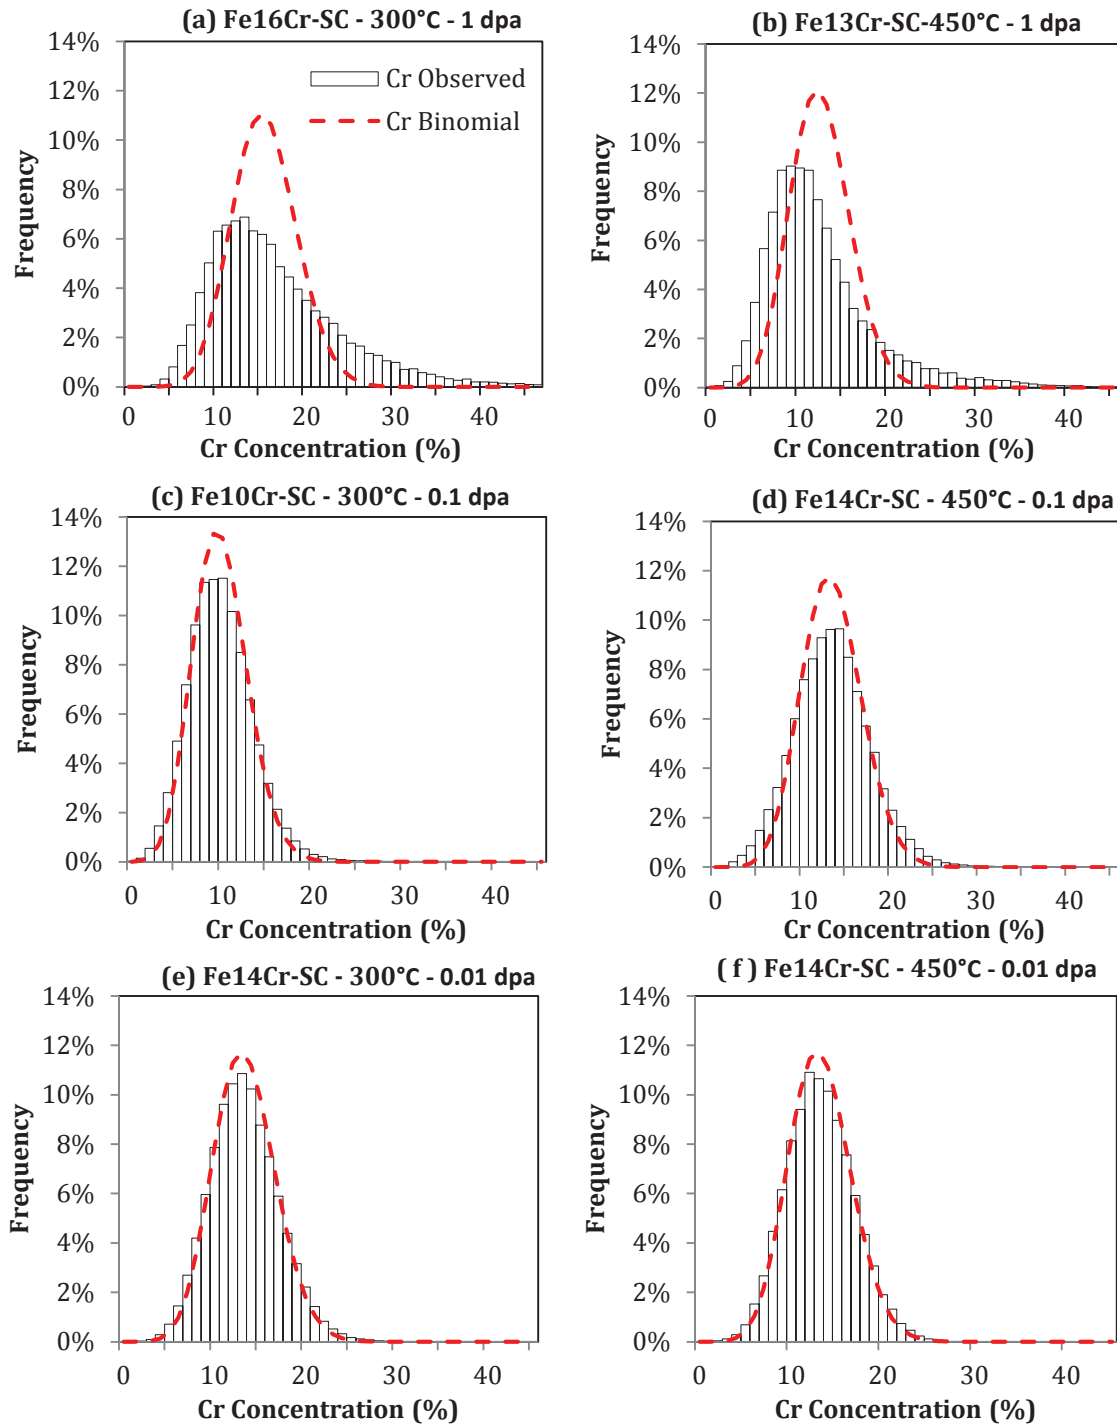 (a) Fe16Cr-SC - 300°C - 1 dpa
14%
12%
10%
8%
6%
4%
2%
0%
Frequency
Cr Observed
Cr Binomial
0 10 20 30 40
Cr Concentration (%)
(b) Fe13Cr-SC-450°C - 1 dpa
14%
12%
10%
8%
6%
4%
2%
0%
Frequency
0 10 20 30 40
Cr Concentration (%)
(c) Fe10Cr-SC - 300°C - 0.1 dpa
14%
12%
10%
8%
6%
4%
2%
0%
Frequency
0 10 20 30 40
Cr Concentration (%)
(d) Fe14Cr-SC - 450°C - 0.1 dpa
14%
12%
10%
8%
6%
4%
2%
0%
Frequency
0 10 20 30 40
Cr Concentration (%)
(e) Fe14Cr-SC - 300°C - 0.01 dpa
14%
12%
10%
8%
6%
4%
2%
0%
Frequency
0 10 20 30 40
Cr Concentration (%)
( f ) Fe14Cr-SC - 450°C - 0.01 dpa
14%
12%
10%
8%
6%
4%
2%
0%
Frequency
0 10 20 30 40
Cr Concentration (%)